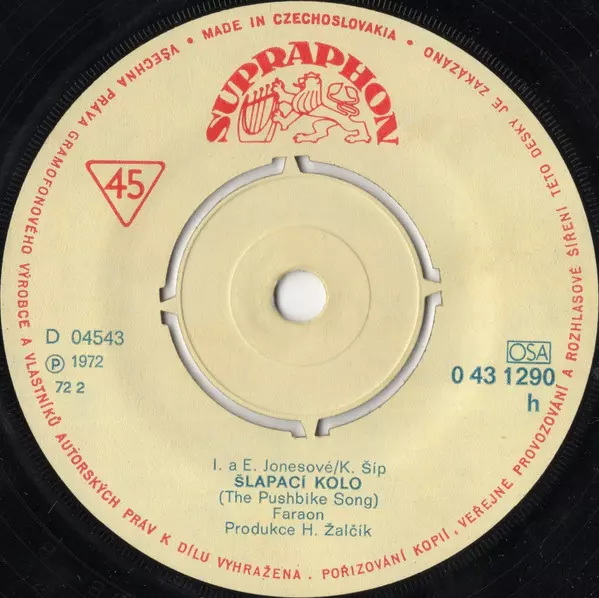 VŠECHNA PRÁVA GRAMOFONOVÉHO VÝROBCE A VLASTNÍKŮ AUTORSKÝCH PRÁV K DÍLU VYHRAŽENA. POŘIZOVÁNÍ KOPIÍ, VEŘEJNÉ PROVOZOVÁNÍ A ROZHLASOVÉ ŠÍŘENÍ TÉTO DESKY JE ZAKÁZÁNO
• MADE IN CZECHOSLOVAKIA •
SUPRAPHON
45
D 04543
Ⓟ 1972
72 2
OSA
0 43 1290
h
I. a E. Jonesové/K. Šíp
ŠLAPACÍ KOLO
(The Pushbike Song)
Faraon
Produkce H. Žalčík